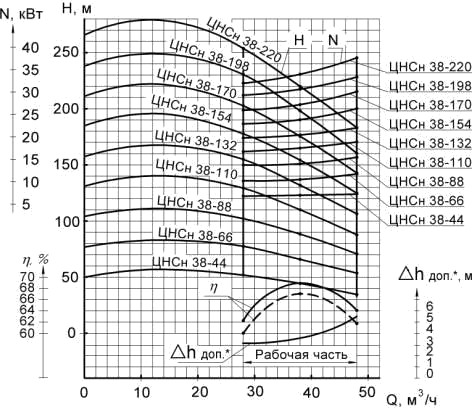 N, кВт
H, м
40
35
30
25
20
15
10
5
250
200
150
100
50
0
ЦНСн 38-220
ЦНСн 38-198
ЦНСн 38-170
ЦНСн 38-154
ЦНСн 38-132
ЦНСн 38-110
ЦНСн 38-88
ЦНСн 38-66
ЦНСн 38-44
H
N
ЦНСн 38-220
ЦНСн 38-198
ЦНСн 38-170
ЦНСн 38-154
ЦНСн 38-132
ЦНСн 38-110
ЦНСн 38-88
ЦНСн 38-66
ЦНСн 38-44
η, %
70
68
66
64
62
60
η
Δh доп.*
Рабочая часть
Δh доп.*, м
6
5
4
3
2
1
0
0
10
20
30
40
50
Q, м³/ч